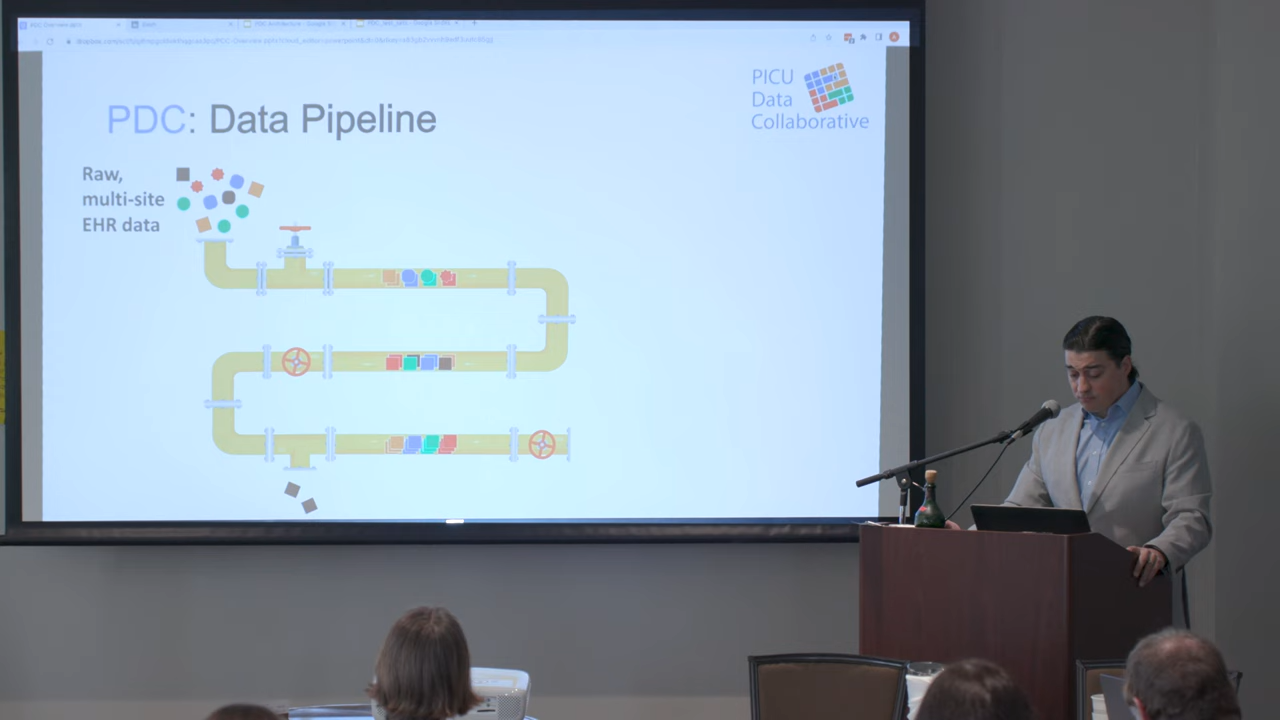 PDC: Data Pipeline
PICU
Data
Collaborative
Raw,
multi-site
EHR data